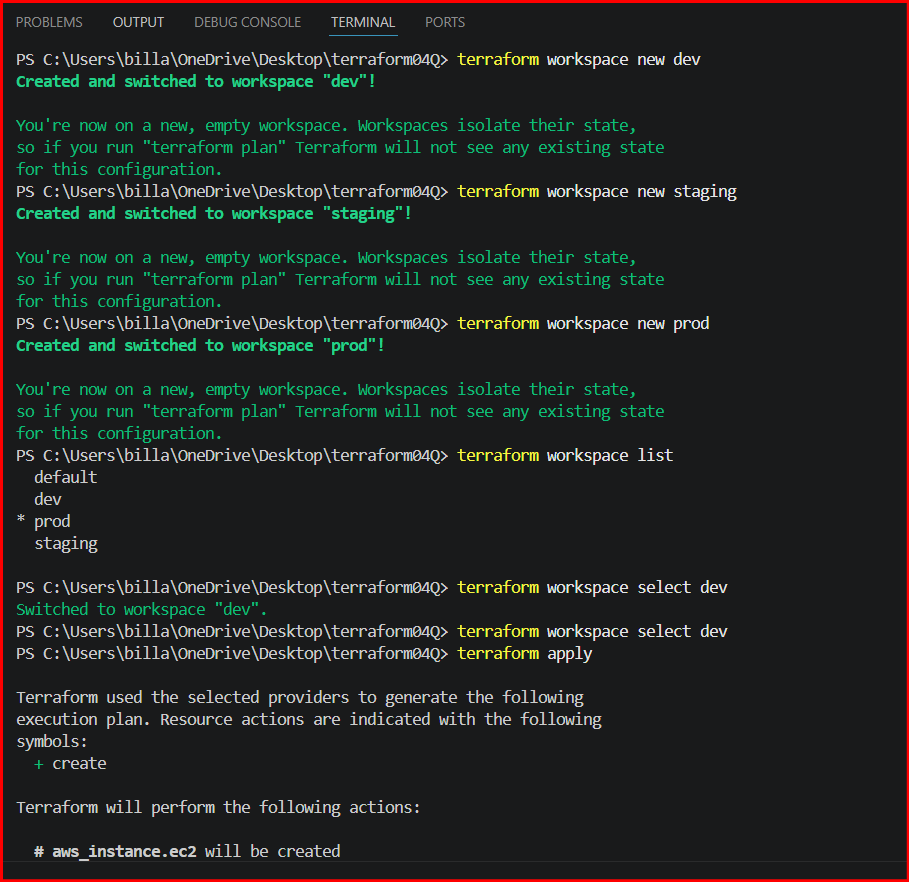 PROBLEMS OUTPUT DEBUG CONSOLE TERMINAL PORTS
PS C:\Users\billa\OneDrive\Desktop\terraform04Q> terraform workspace new dev
Created and switched to workspace "dev"!
You're now on a new, empty workspace. Workspaces isolate their state,
so if you run "terraform plan" Terraform will not see any existing state
for this configuration.
PS C:\Users\billa\OneDrive\Desktop\terraform04Q> terraform workspace new staging
Created and switched to workspace "staging"!
You're now on a new, empty workspace. Workspaces isolate their state,
so if you run "terraform plan" Terraform will not see any existing state
for this configuration.
PS C:\Users\billa\OneDrive\Desktop\terraform04Q> terraform workspace new prod
Created and switched to workspace "prod"!
You're now on a new, empty workspace. Workspaces isolate their state,
so if you run "terraform plan" Terraform will not see any existing state
for this configuration.
PS C:\Users\billa\OneDrive\Desktop\terraform04Q> terraform workspace list
default
dev
* prod
staging
PS C:\Users\billa\OneDrive\Desktop\terraform04Q> terraform workspace select dev
Switched to workspace "dev".
PS C:\Users\billa\OneDrive\Desktop\terraform04Q> terraform workspace select dev
PS C:\Users\billa\OneDrive\Desktop\terraform04Q> terraform apply
Terraform used the selected providers to generate the following
execution plan. Resource actions are indicated with the following
symbols:
+ create
Terraform will perform the following actions:
# aws_instance.ec2 will be created